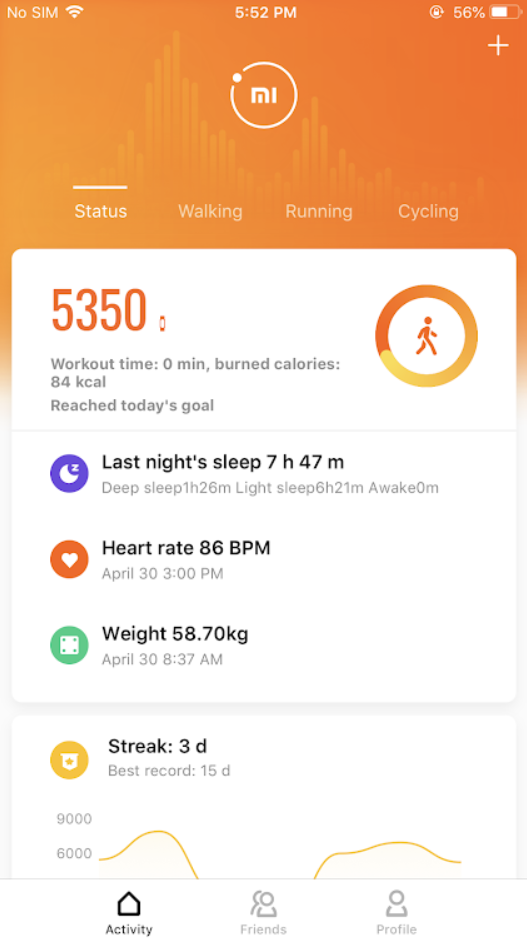 No SIM 5:52 PM 56%
mi
Status Walking Running Cycling
5350
Workout time: 0 min, burned calories:
84 kcal
Reached today's goal
Last night's sleep 7 h 47 m
Deep sleep1h26m Light sleep6h21m Awake0m
Heart rate 86 BPM
April 30 3:00 PM
Weight 58.70kg
April 30 8:37 AM
Streak: 3 d
Best record: 15 d
9000
6000
Activity Friends Profile